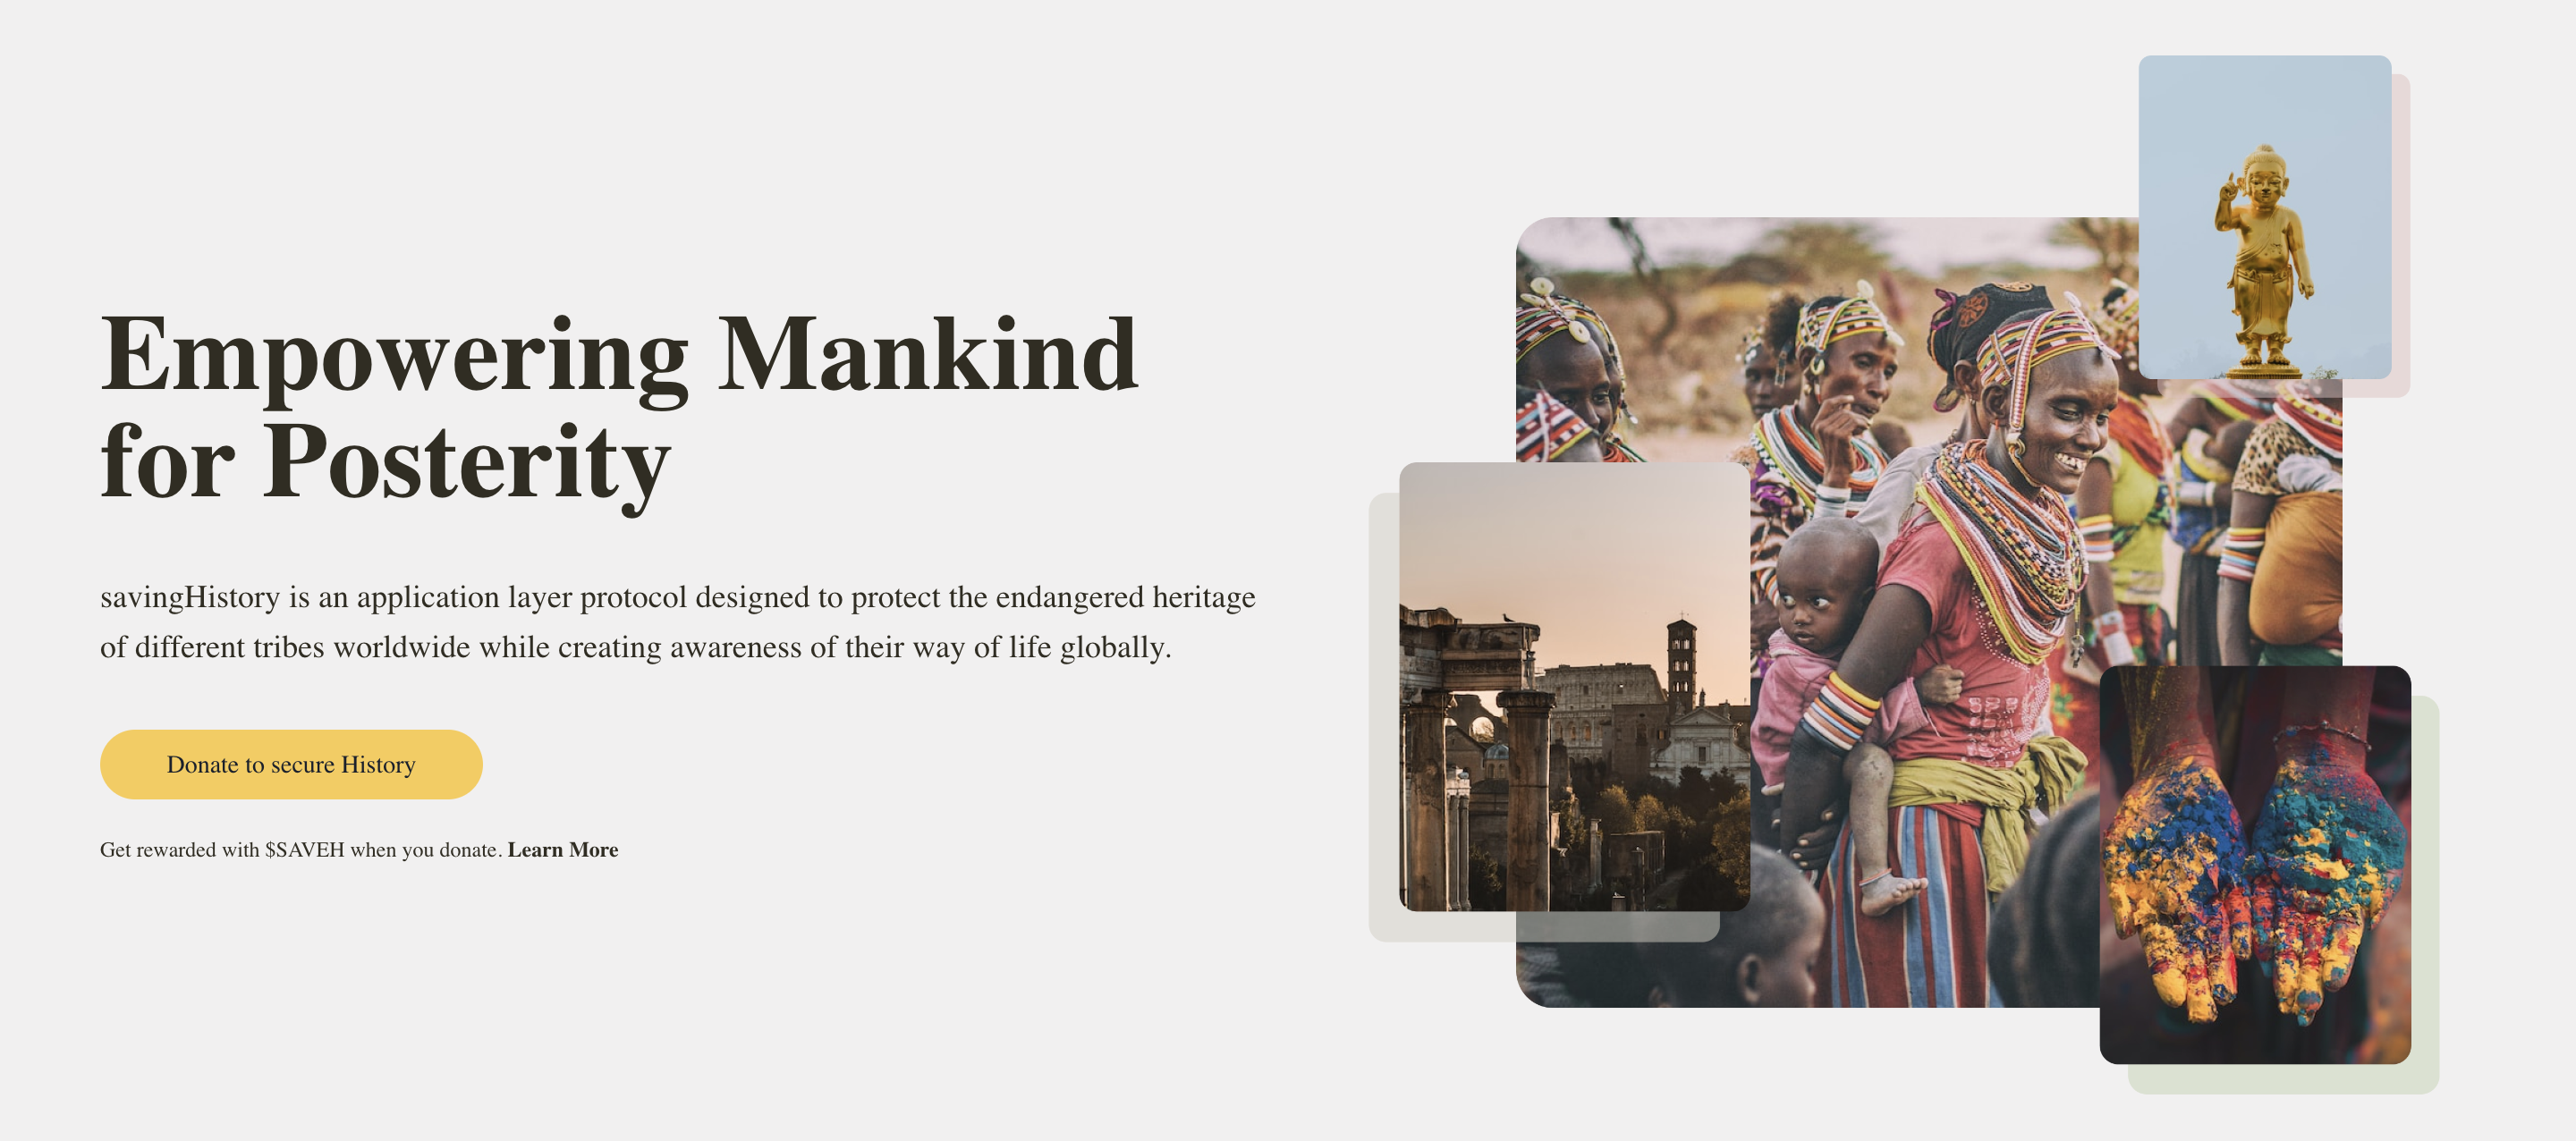 Empowering Mankind
for Posterity
savingHistory is an application layer protocol designed to protect the endangered heritage
of different tribes worldwide while creating awareness of their way of life globally.
Donate to secure History
Get rewarded with $SAVEH when you donate. Learn More